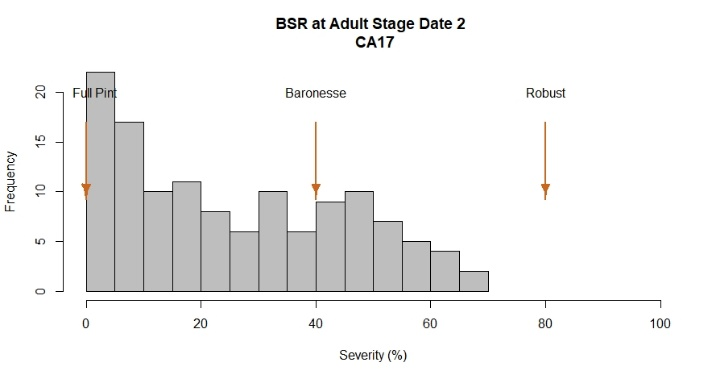 BSR at Adult Stage Date 2
CA17
Full Pint
Baronesse
Robust
Frequency
20
15
10
5
0
0 20 40 60 80 100
Severity (%)